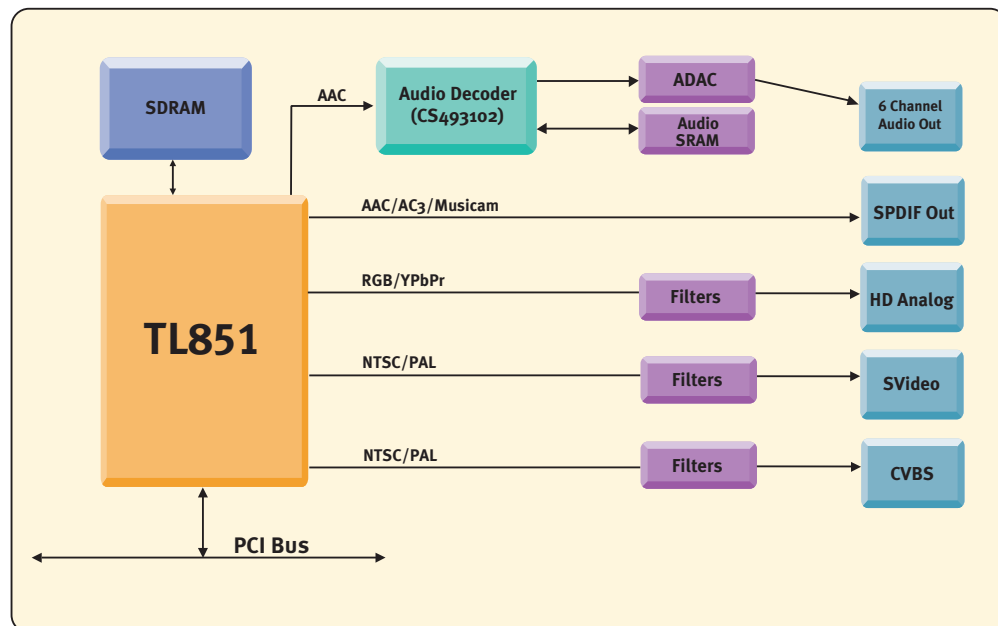 SDRAM
AAC
Audio Decoder
(CS493102)
ADAC
Audio
SRAM
6 Channel
Audio Out
TL851
AAC/AC3/Musicam
SPDIF Out
RGB/YPbPr
Filters
HD Analog
NTSC/PAL
Filters
SVideo
NTSC/PAL
Filters
CVBS
PCI Bus